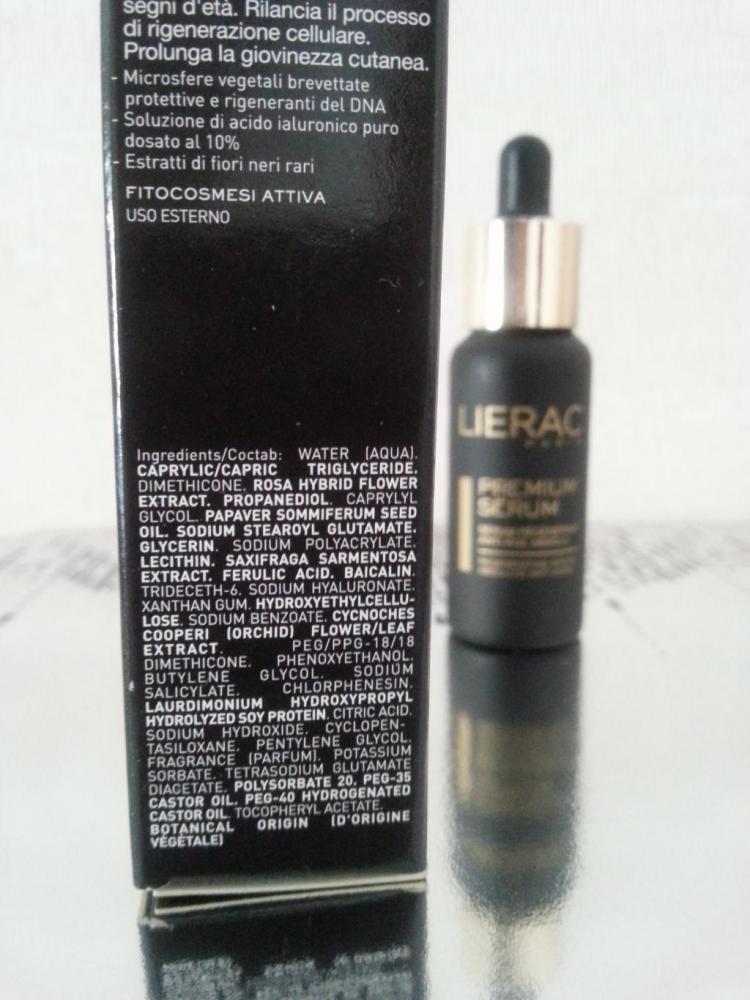 segni d'età. Rilancia il processo
di rigenerazione cellulare.
Prolunga la giovinezza cutanea.
- Microsfere vegetali brevettate
protettive e rigeneranti del DNA
- Soluzione di acido ialuronico puro
dosato al 10%
- Estratti di fiori neri rari
FITOCOSMESI ATTIVA
USO ESTERNO
Ingredients/Coctab: WATER (AQUA).
CAPRYLIC/CAPRIC TRIGLYCERIDE.
DIMETHICONE. ROSA HYBRID FLOWER
EXTRACT. PROPANEDIOL. CAPRYLYL
GLYCOL. PAPAVER SOMMIFERUM SEED
OIL. SODIUM STEAROYL GLUTAMATE.
GLYCERIN. SODIUM POLYACRYLATE.
LECITHIN. SAXIFRAGA SARMENTOSA
EXTRACT. FERULIC ACID. BAICALIN.
TRIDECETH-6. SODIUM HYALURONATE.
XANTHAN GUM. HYDROXYETHYLCELLU-
LOSE. SODIUM BENZOATE. CYCNOCHES
COOPERI (ORCHID) FLOWER/LEAF
EXTRACT. PEG/PPG-18/18
DIMETHICONE. PHENOXYETHANOL.
BUTYLENE GLYCOL. SODIUM
SALICYLATE. CHLORPHENESIN.
LAURDIMONIUM HYDROXYPROPYL
HYDROLYZED SOY PROTEIN. CITRIC ACID.
SODIUM HYDROXIDE. CYCLOPEN-
TASILOXANE. PENTYLENE GLYCOL.
FRAGRANCE (PARFUM). POTASSIUM
SORBATE. TETRASODIUM GLUTAMATE
DIACETATE. POLYSORBATE 20. PEG-35
CASTOR OIL. PEG-40 HYDROGENATED
CASTOR OIL. TOCOPHERYL ACETATE.
BOTANICAL ORIGIN (D'ORIGINE
VÉGÉTALE)
LIERAC
PREMIUM
SERUM